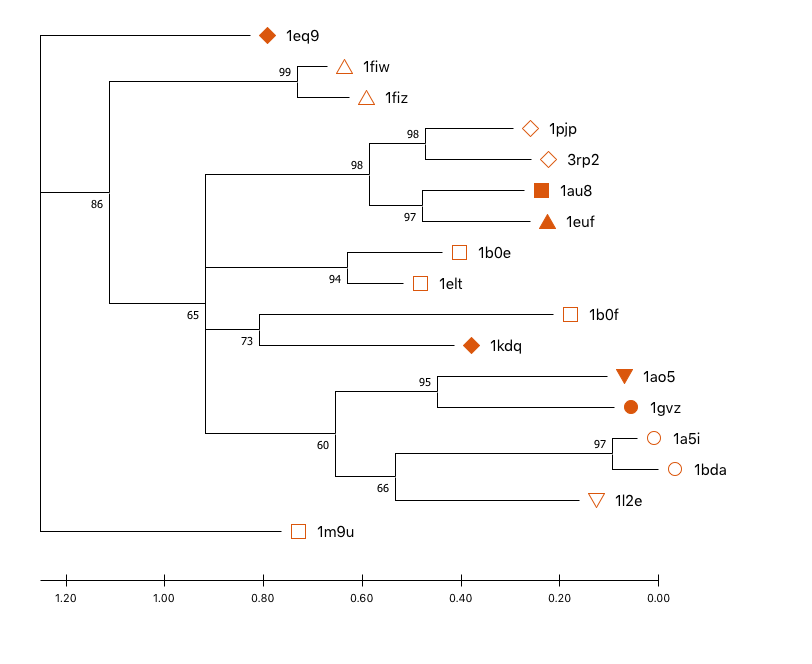 1eq9
99
1fiw
1fiz
98
1pjp
98
3rp2
86
1au8
97
1euf
1b0e
94
1elt
65
1b0f
73
1kdq
95
1ao5
1gvz
60
97
1a5i
66
1bda
1l2e
1m9u
1.20 1.00 0.80 0.60 0.40 0.20 0.00